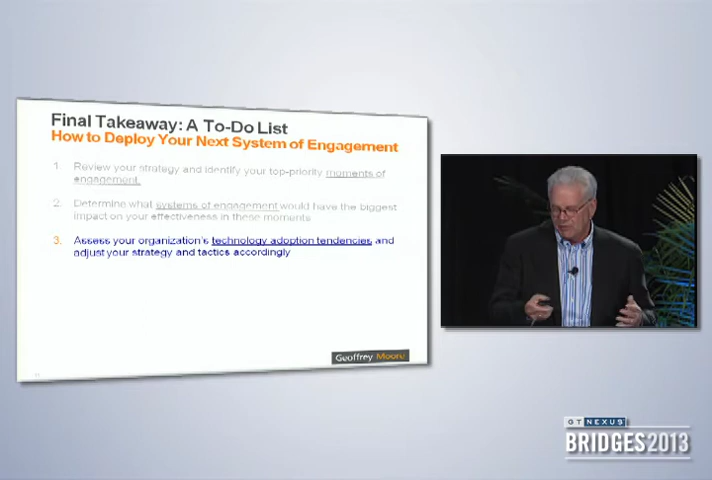 Final Takeaway: A To-Do List
How to Deploy Your Next System of Engagement
1. Review your strategy and identify your top-priority moments of
engagement.
2. Determine what systems of engagement would have the biggest
impact on your effectiveness in these moments
3. Assess your organization's technology adoption tendencies and
adjust your strategy and tactics accordingly
Geoffrey Moore
GT NEXUS
BRIDGES2013